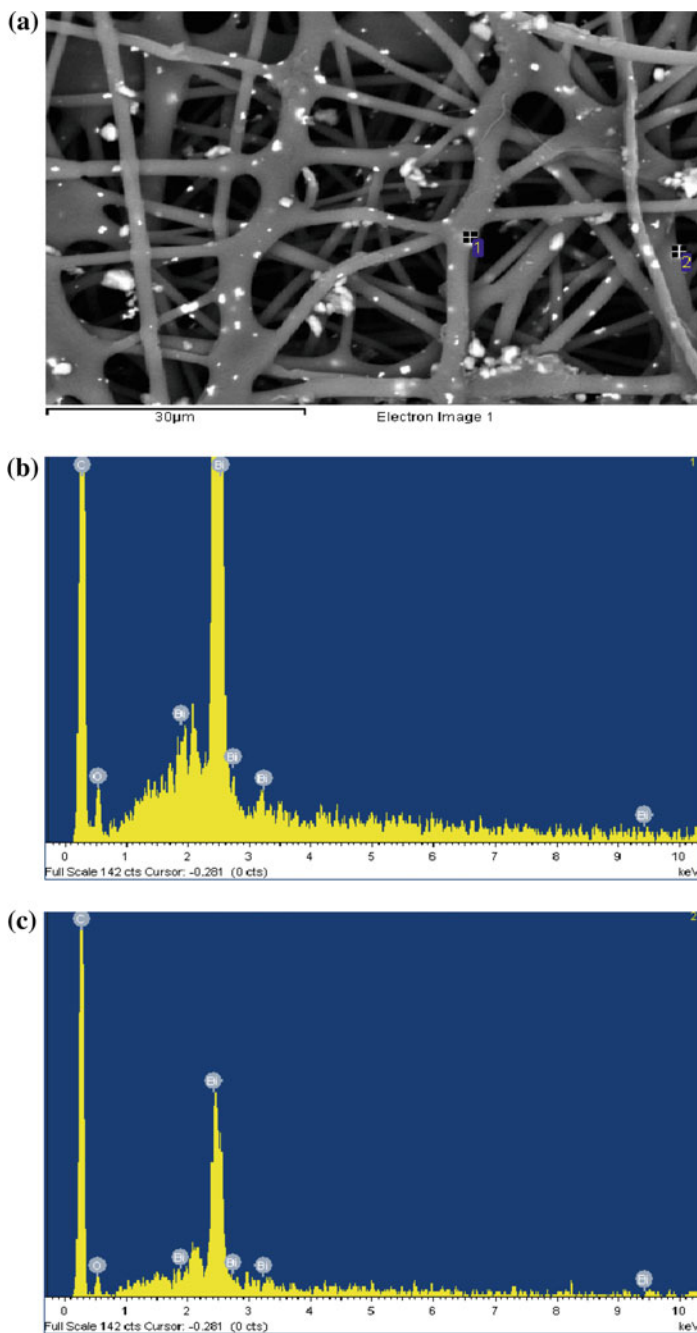 (a)
1
2
30µm
Electron Image 1
(b)
1
C
Bi
Bi
Bi
O
Bi
Bi
0 1 2 3 4 5 6 7 8 9 10
Full Scale 142 cts Cursor: -0.281 (0 cts)
keV
(c)
2
C
Bi
Bi
Bi
Bi
O
Bi
0 1 2 3 4 5 6 7 8 9 10
Full Scale 142 cts Cursor: -0.281 (0 cts)
keV